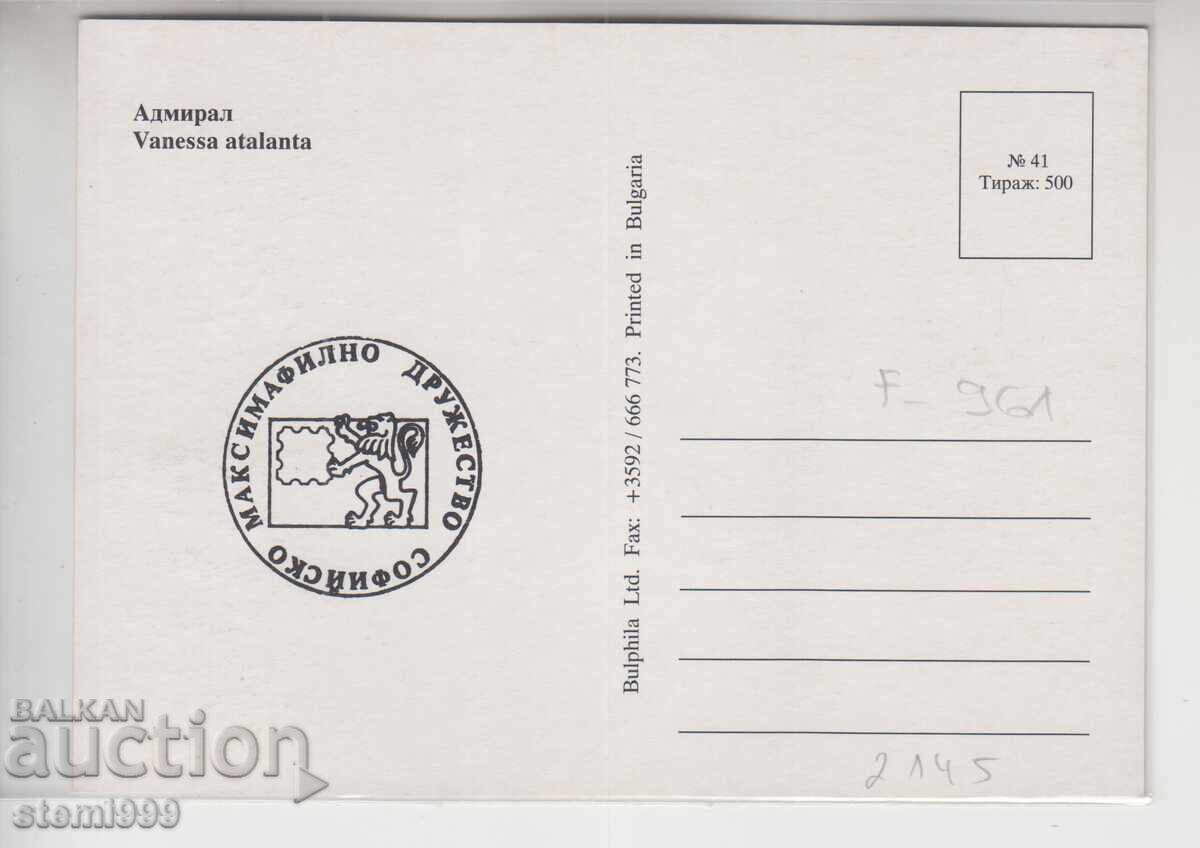 Адмирал
Vanessa atalanta
№ 41
Тираж: 500
Bulphila Ltd. Fax: +3592 / 666 773. Printed in Bulgaria
F- 961
СОФИЙСКО МАКСИМАФИЛНО ДРУЖЕСТВО
2145
BALKAN
auction
stemi999